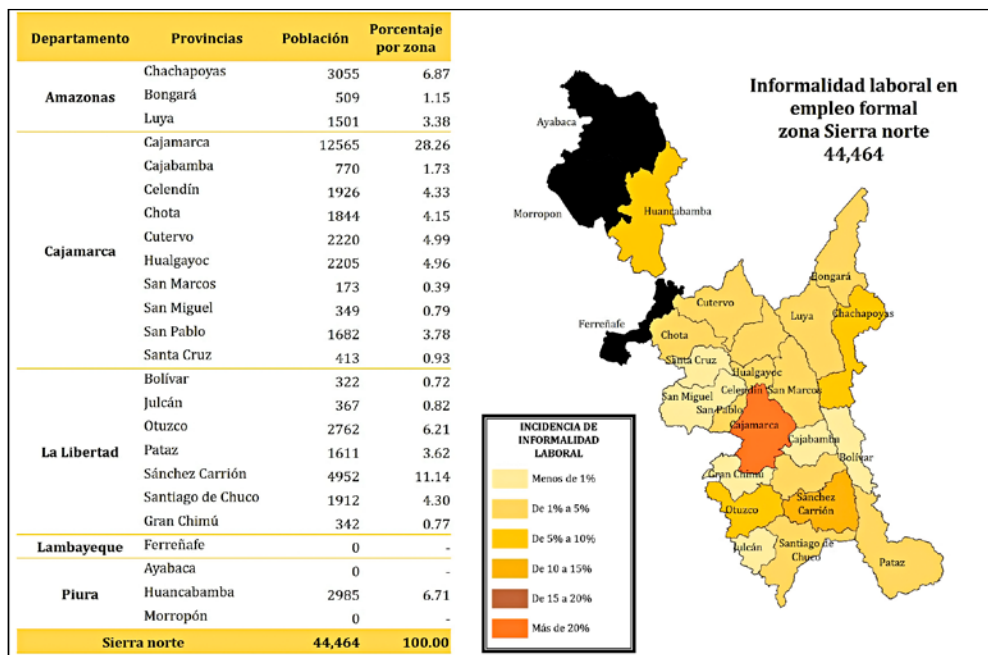 Departamento Provincias Población Porcentaje por zona
Amazonas
Chachapoyas 3055 6.87
Bongará 509 1.15
Luya 1501 3.38
Cajamarca
Cajamarca 12565 28.26
Cajabamba 770 1.73
Celendín 1926 4.33
Chota 1844 4.15
Cutervo 2220 4.99
Hualgayoc 2205 4.96
San Marcos 173 0.39
San Miguel 349 0.79
San Pablo 1682 3.78
Santa Cruz 413 0.93
La Libertad
Bolívar 322 0.72
Julcán 367 0.82
Otuzco 2762 6.21
Pataz 1611 3.62
Sánchez Carrión 4952 11.14
Santiago de Chuco 1912 4.30
Gran Chimú 342 0.77
Lambayeque
Ferreñafe 0 -
Piura
Ayabaca 0 -
Huancabamba 2985 6.71
Morropón 0 -
Sierra norte 44,464 100.00
Informalidad laboral en
empleo formal
zona Sierra norte
44,464
Ayabaca
Morropon
Huancabamba
Ferreñafe
Bongará
Cutervo
Luya
Chachapoyas
Chota
Santa Cruz
Hualgayoc
Celendín
San Marcos
San Miguel
San Pablo
Cajamarca
Cajabamba
Bolívar
Gran Chimú
Sánchez
Carrión
Otuzco
Julcán
Santiago de
Chuco
Pataz
INCIDENCIA DE
INFORMALIDAD
LABORAL
Menos de 1%
De 1% a 5%
De 5% a 10%
De 10 a 15%
De 15 a 20%
Más de 20%